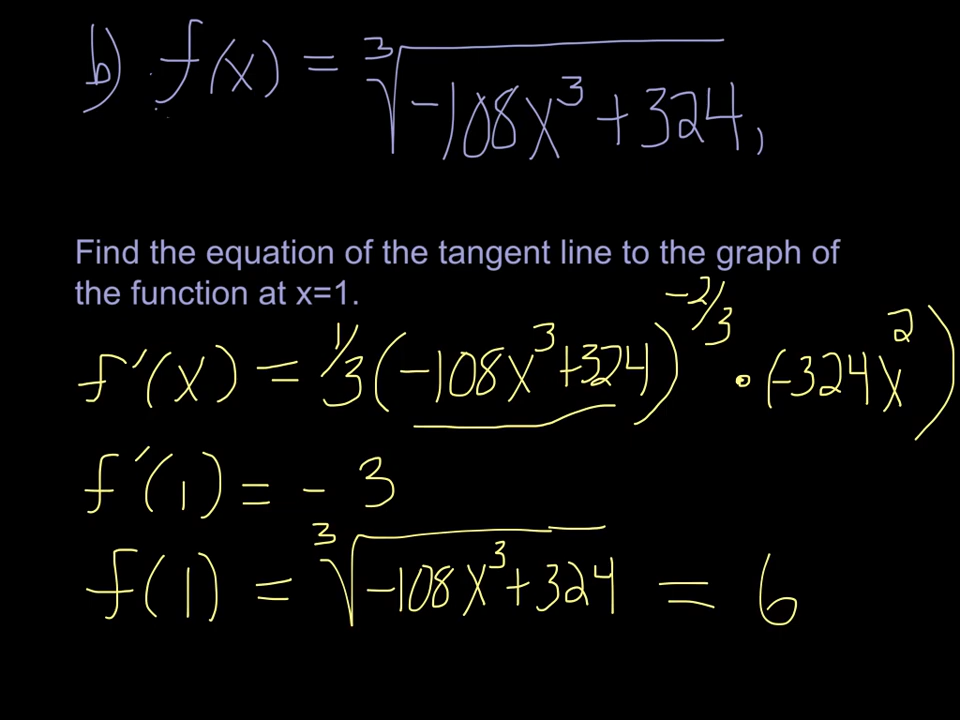 b) f(x) = ∛(-108x³ + 324),
Find the equation of the tangent line to the graph of
the function at x=1.
f'(x) = 1/3(-108x³+324)^(-2/3) · (-324x²)
f'(1) = -3
f(1) = ∛(-108x³+324) = 6